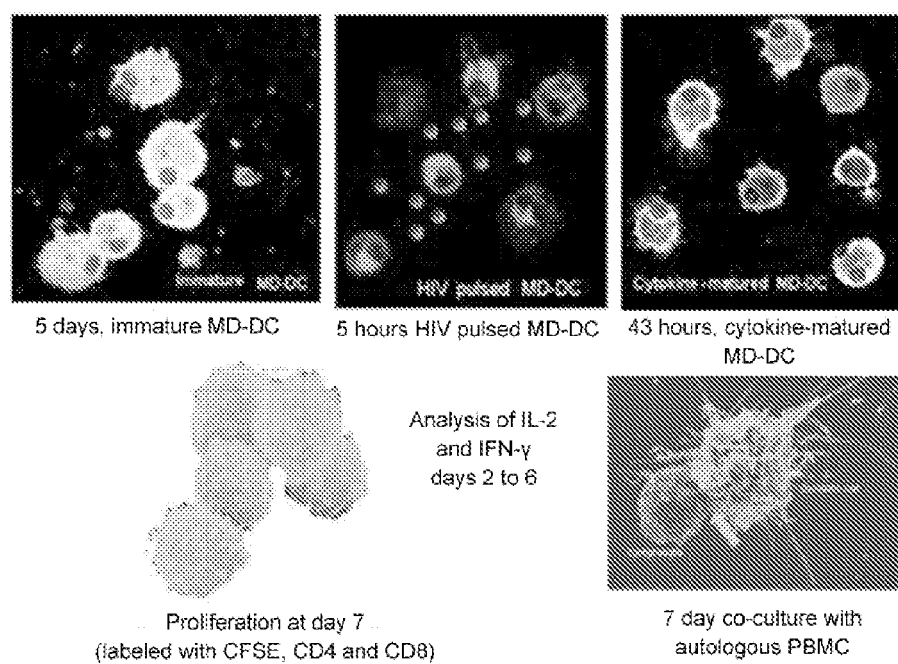 Immature MD-DC
HIV pulsed MD-DC
Cytokine-matured MD-DC
5 days, immature MD-DC
5 hours HIV pulsed MD-DC
43 hours, cytokine-matured
MD-DC
Analysis of IL-2
and IFN-γ
days 2 to 6
Proliferation at day 7
(labeled with CFSE, CD4 and CD8)
7 day co-culture with
autologous PBMC